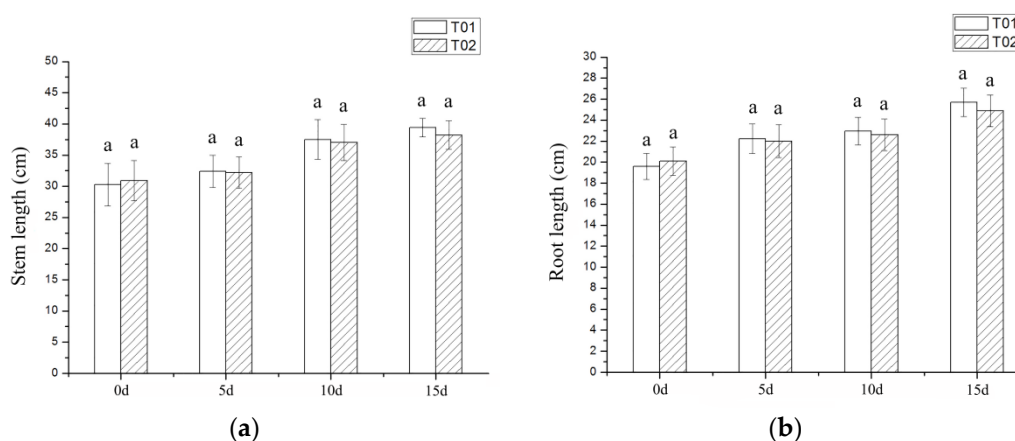 T01
T02
50
45
40
35
30
25
20
15
10
5
0
Stem length (cm)
a a a a a a a a
0d 5d 10d 15d
(a)
T01
T02
30
28
26
24
22
20
18
16
14
12
10
8
6
4
2
0
Root length (cm)
a a a a a a a a
0d 5d 10d 15d
(b)